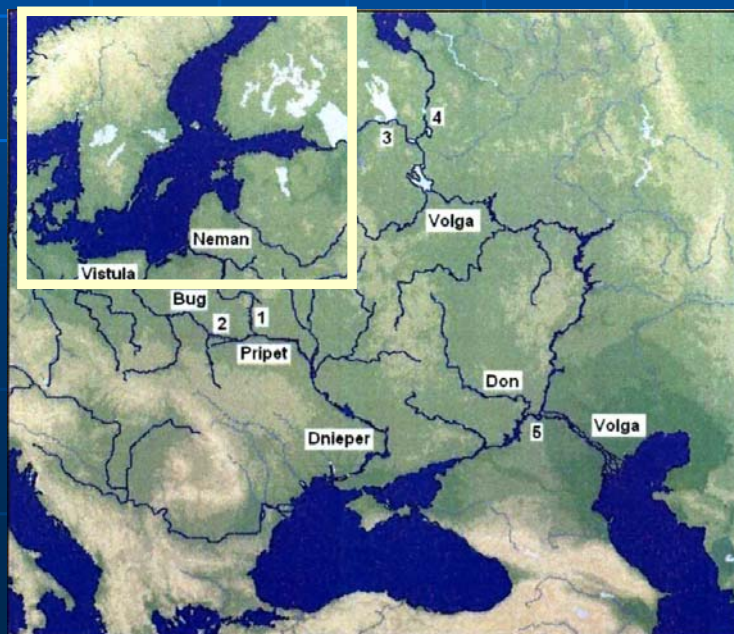 4
3
Volga
Neman
Vistula
Bug
1
2
Pripet
Don
Volga
Dnieper
5